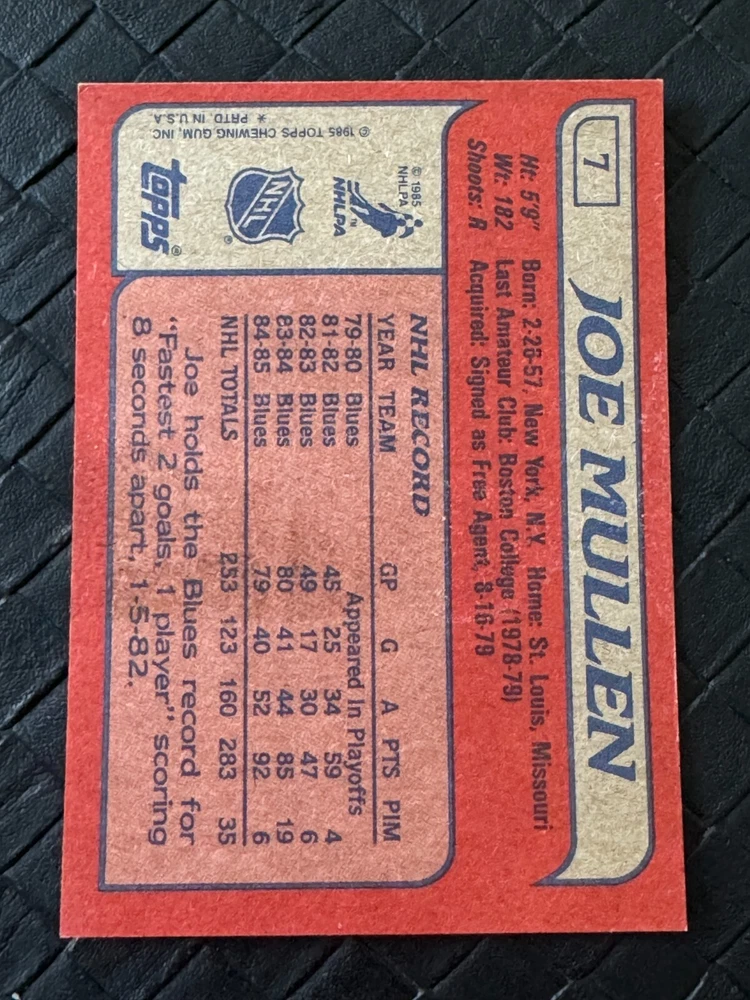 7
JOE MULLEN
Ht: 5'9" Born: 2-26-57, New York, N.Y. Home: St. Louis, Missouri
Wt: 182 Last Amateur Club: Boston College (1978-79)
Shoots: R Acquired: Signed as Free Agent, 8-16-79
© 1985
NHLPA
NHLPA
™
NHL
®
topps®
© 1985 TOPPS CHEWING GUM, INC
* PRTD. IN U.S.A
NHL RECORD
YEAR TEAM GP G A PTS PIM
79-80 Blues Appeared In Playoffs
81-82 Blues 45 25 34 59 4
82-83 Blues 49 17 30 47 6
83-84 Blues 80 41 44 85 19
84-85 Blues 79 40 52 92 6
NHL TOTALS 253 123 160 283 35
Joe holds the Blues record for
"Fastest 2 goals, 1 player" scoring
8 seconds apart, 1-5-82.